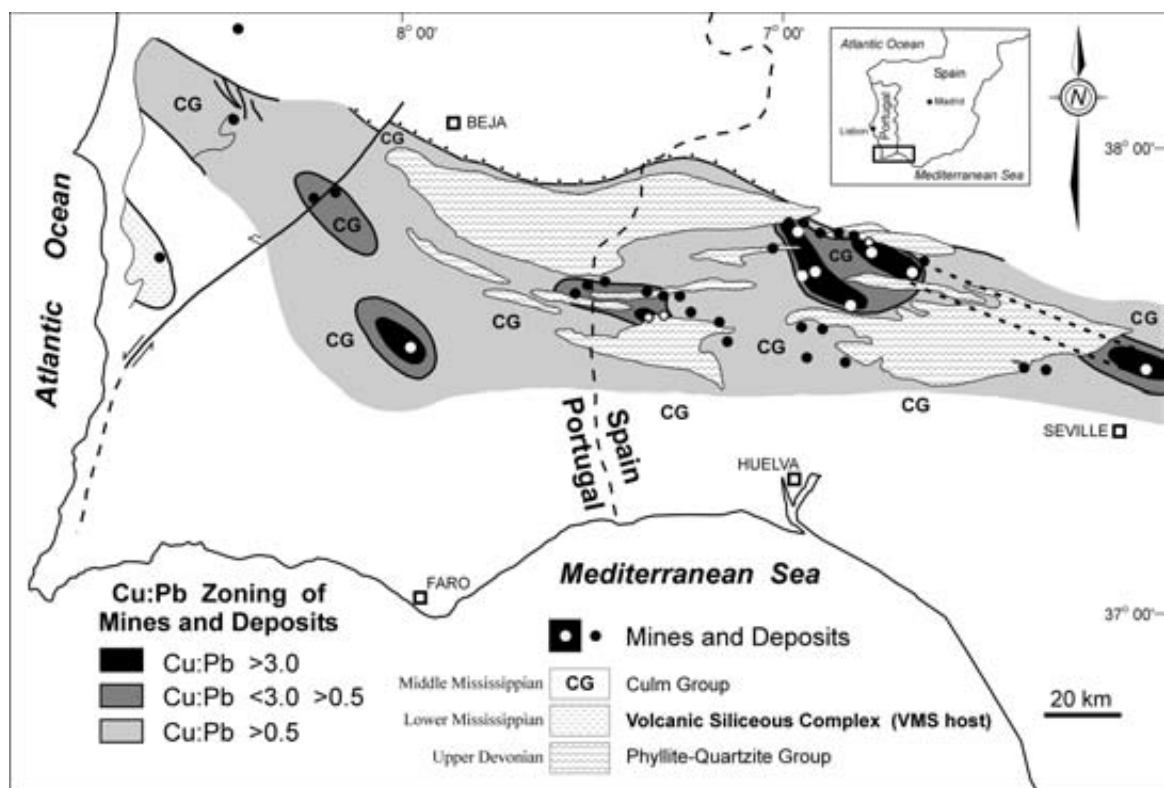 8° 00'
7° 00'
Atlantic Ocean
Spain
Portugal
Madrid
Lisbon
Mediterranean Sea
N
38° 00'
CG
BEJA
CG
CG
CG
Atlantic Ocean
CG
CG
CG
CG
CG
CG
Spain
Portugal
SEVILLE
HUELVA
Mediterranean Sea
FARO
37° 00'
Cu:Pb Zoning of
Mines and Deposits
Cu:Pb >3.0
Cu:Pb <3.0 >0.5
Cu:Pb >0.5
Mines and Deposits
Middle Mississippian CG Culm Group
Lower Mississippian Volcanic Siliceous Complex (VMS host)
Upper Devonian Phyllite-Quartzite Group
20 km